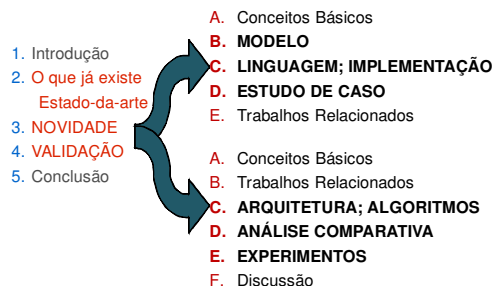 1. Introdução
2. O que já existe
Estado-da-arte
3. NOVIDADE
4. VALIDAÇÃO
5. Conclusão
A. Conceitos Básicos
B. MODELO
C. LINGUAGEM; IMPLEMENTAÇÃO
D. ESTUDO DE CASO
E. Trabalhos Relacionados
A. Conceitos Básicos
B. Trabalhos Relacionados
C. ARQUITETURA; ALGORITMOS
D. ANÁLISE COMPARATIVA
E. EXPERIMENTOS
F. Discussão